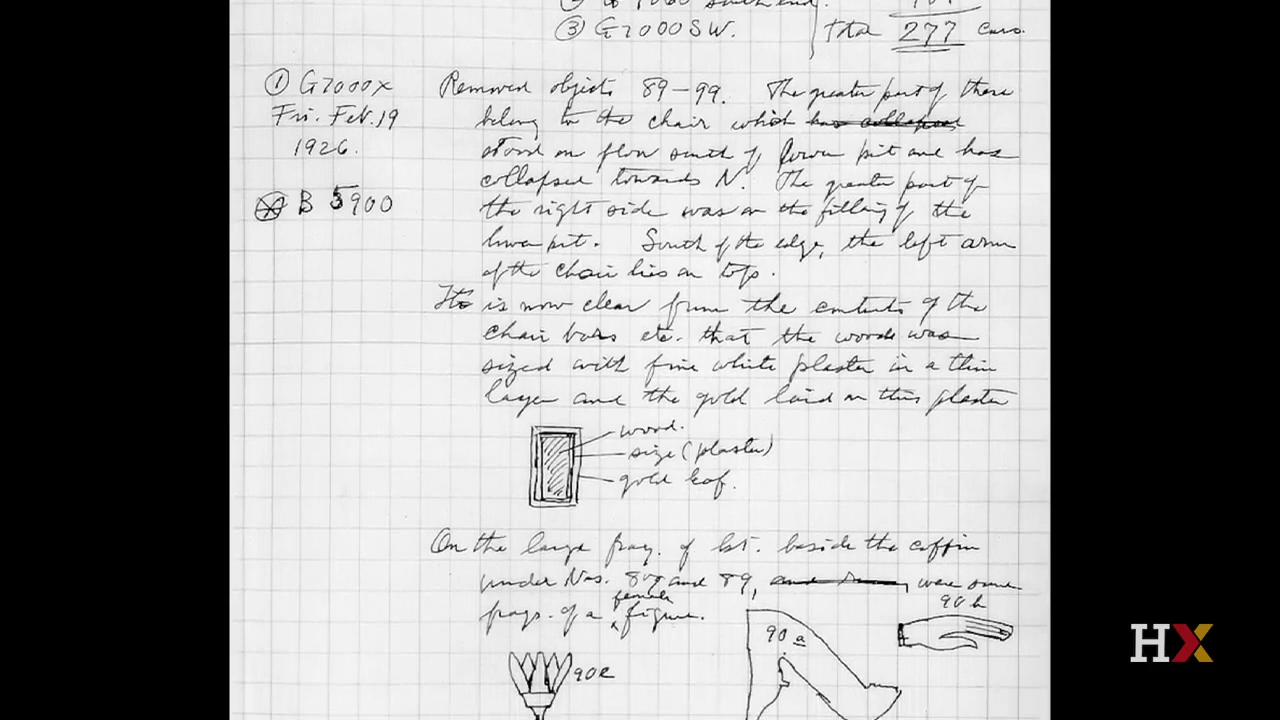 ③ G7000SW.
Total 277 cars.
① G7000X
Fri. Feb. 19
1926.
B 5900
Removed objects 89-99. The greater part of these
belong to the chair which has collapsed
stood on floor south of lower pit and has
collapsed towards N. The greater part of
the right side was on the filling of the
lower pit. South of the edge, the left arm
of the chair lies on top.
It is now clear from the contents of the
chair bars etc. that the wood was
sized with fine white plaster in a thin
layer and the gold laid on this plaster
wood.
size (plaster)
gold leaf.
On the large frag. of bst. beside the coffin
under Nos. and 89, were some
frags. of a female figure.
90 b
90 a
90 c
HX